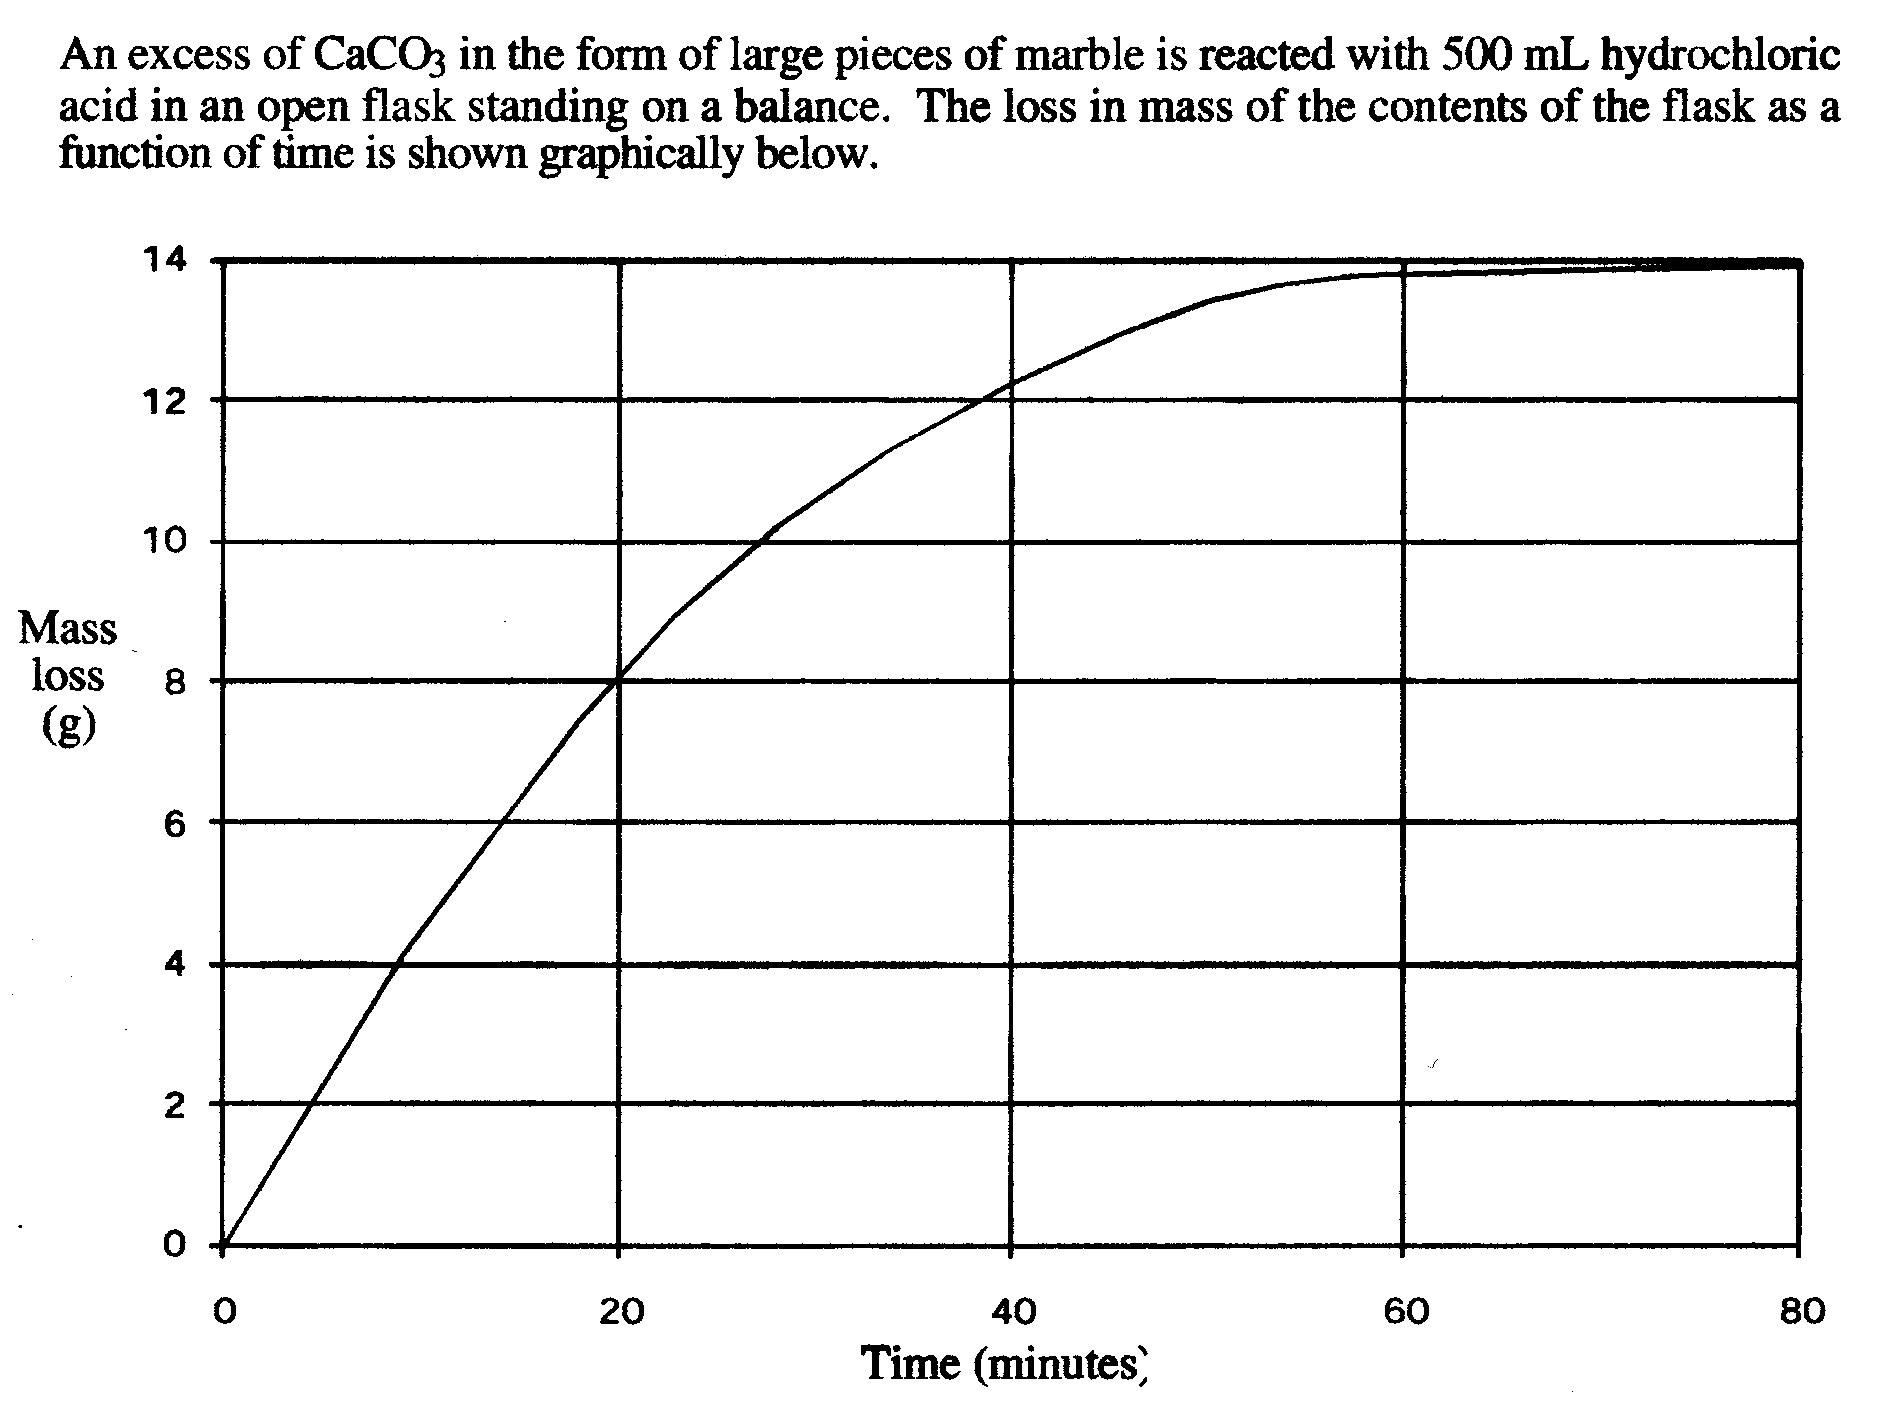 An excess of CaCO₃ in the form of large pieces of marble is reacted with 500 mL hydrochloric
acid in an open flask standing on a balance. The loss in mass of the contents of the flask as a
function of time is shown graphically below.
14
12
10
Mass
loss
(g)
8
6
4
2
0
0 20 40 60 80
Time (minutes)